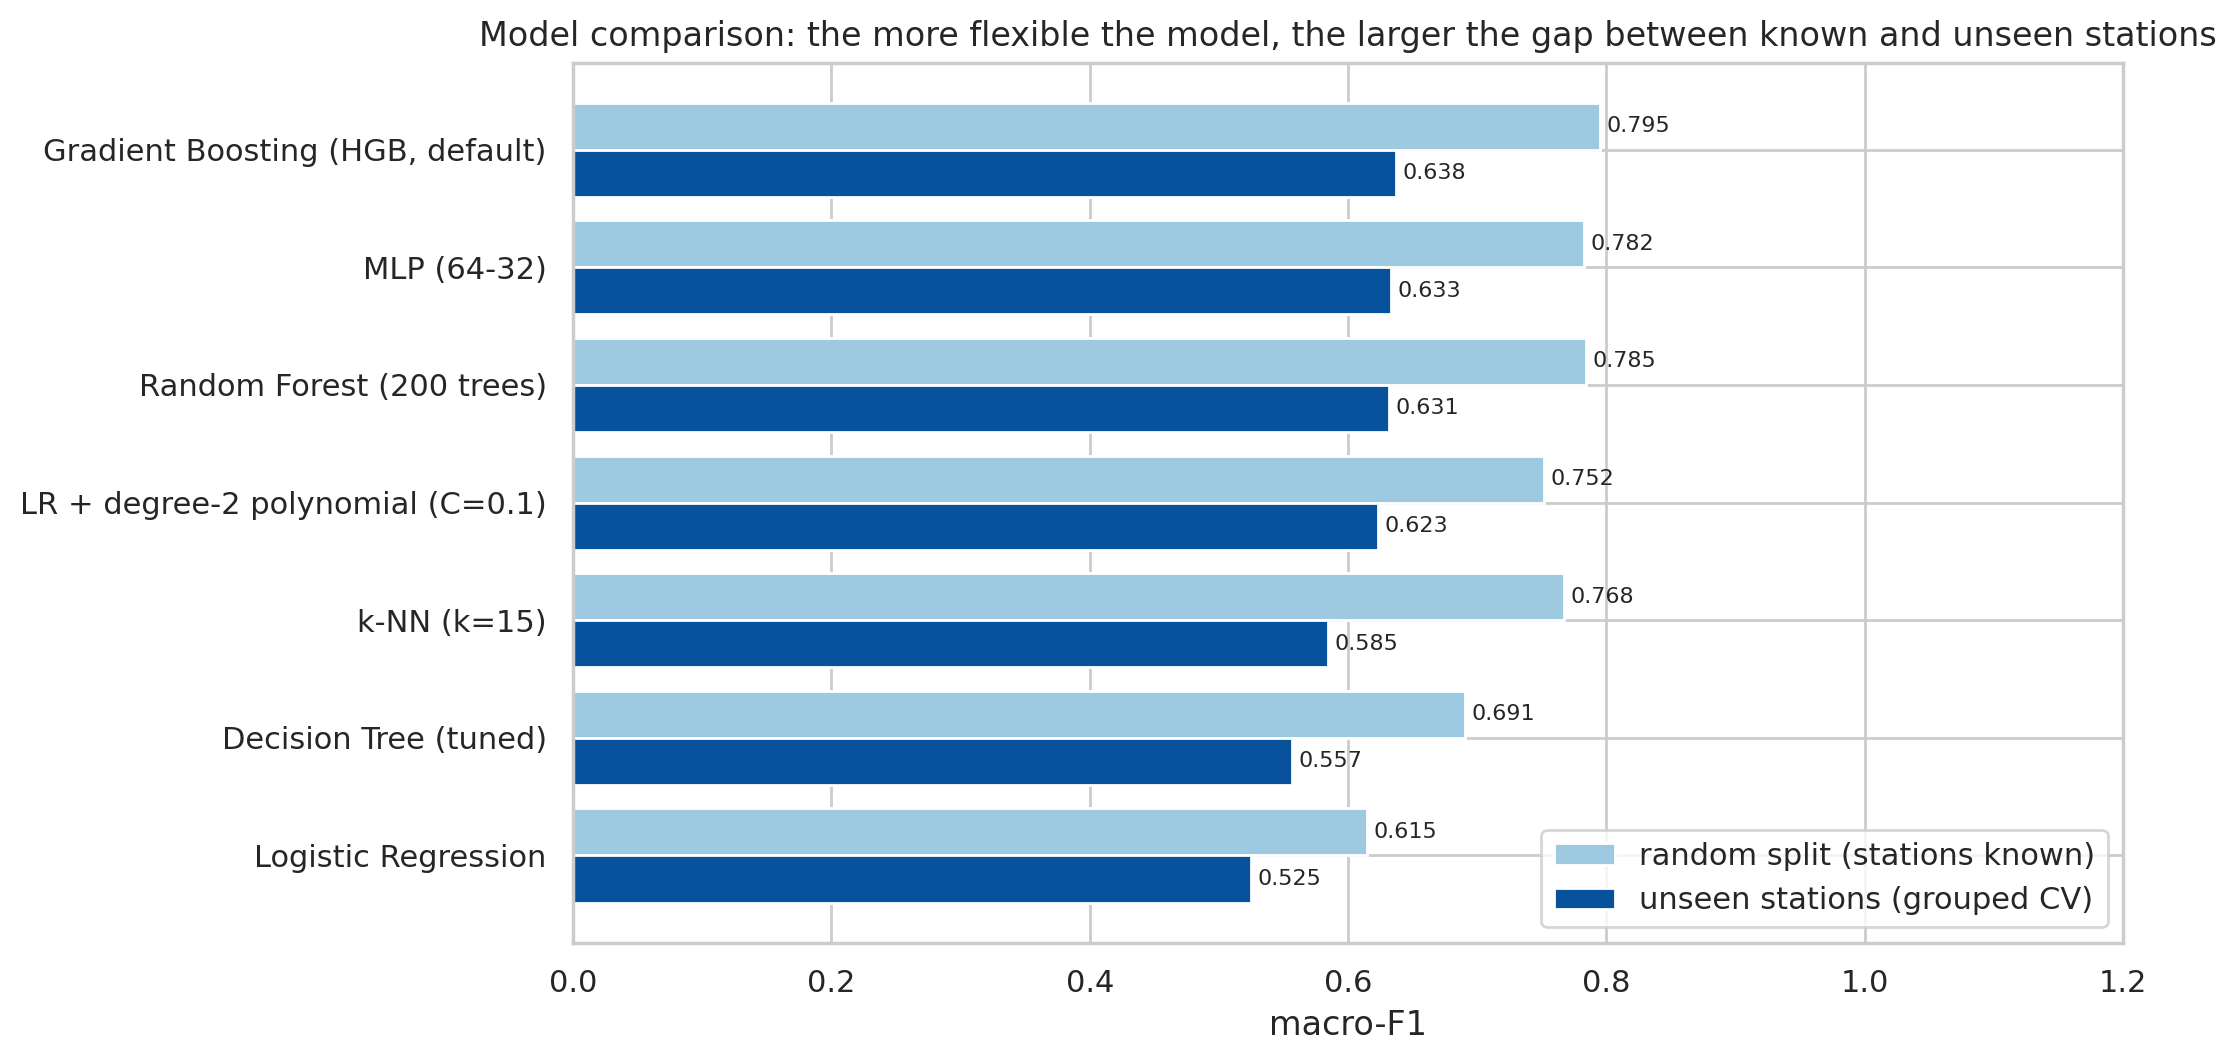 Model comparison: the more flexible the model, the larger the gap between known and unseen stations
Gradient Boosting (HGB, default)
0.795
0.638
MLP (64-32)
0.782
0.633
Random Forest (200 trees)
0.785
0.631
LR + degree-2 polynomial (C=0.1)
0.752
0.623
k-NN (k=15)
0.768
0.585
Decision Tree (tuned)
0.691
0.557
Logistic Regression
0.615
0.525
random split (stations known)
unseen stations (grouped CV)
0.0 0.2 0.4 0.6 0.8 1.0 1.2
macro-F1